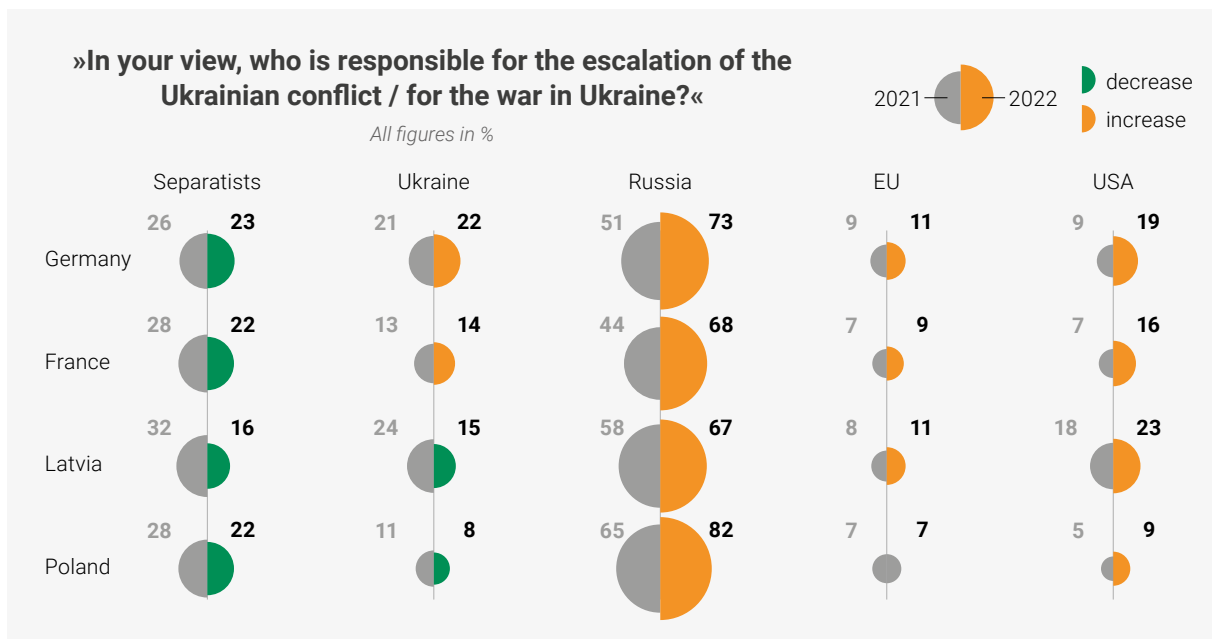 »In your view, who is responsible for the escalation of the
Ukrainian conflict / for the war in Ukraine?«
All figures in %
2021 2022
decrease
increase
Separatists Ukraine Russia EU USA
26 23 21 22 51 73 9 11 9 19
Germany
28 22 13 14 44 68 7 9 7 16
France
32 16 24 15 58 67 8 11 18 23
Latvia
28 22 11 8 65 82 7 7 5 9
Poland